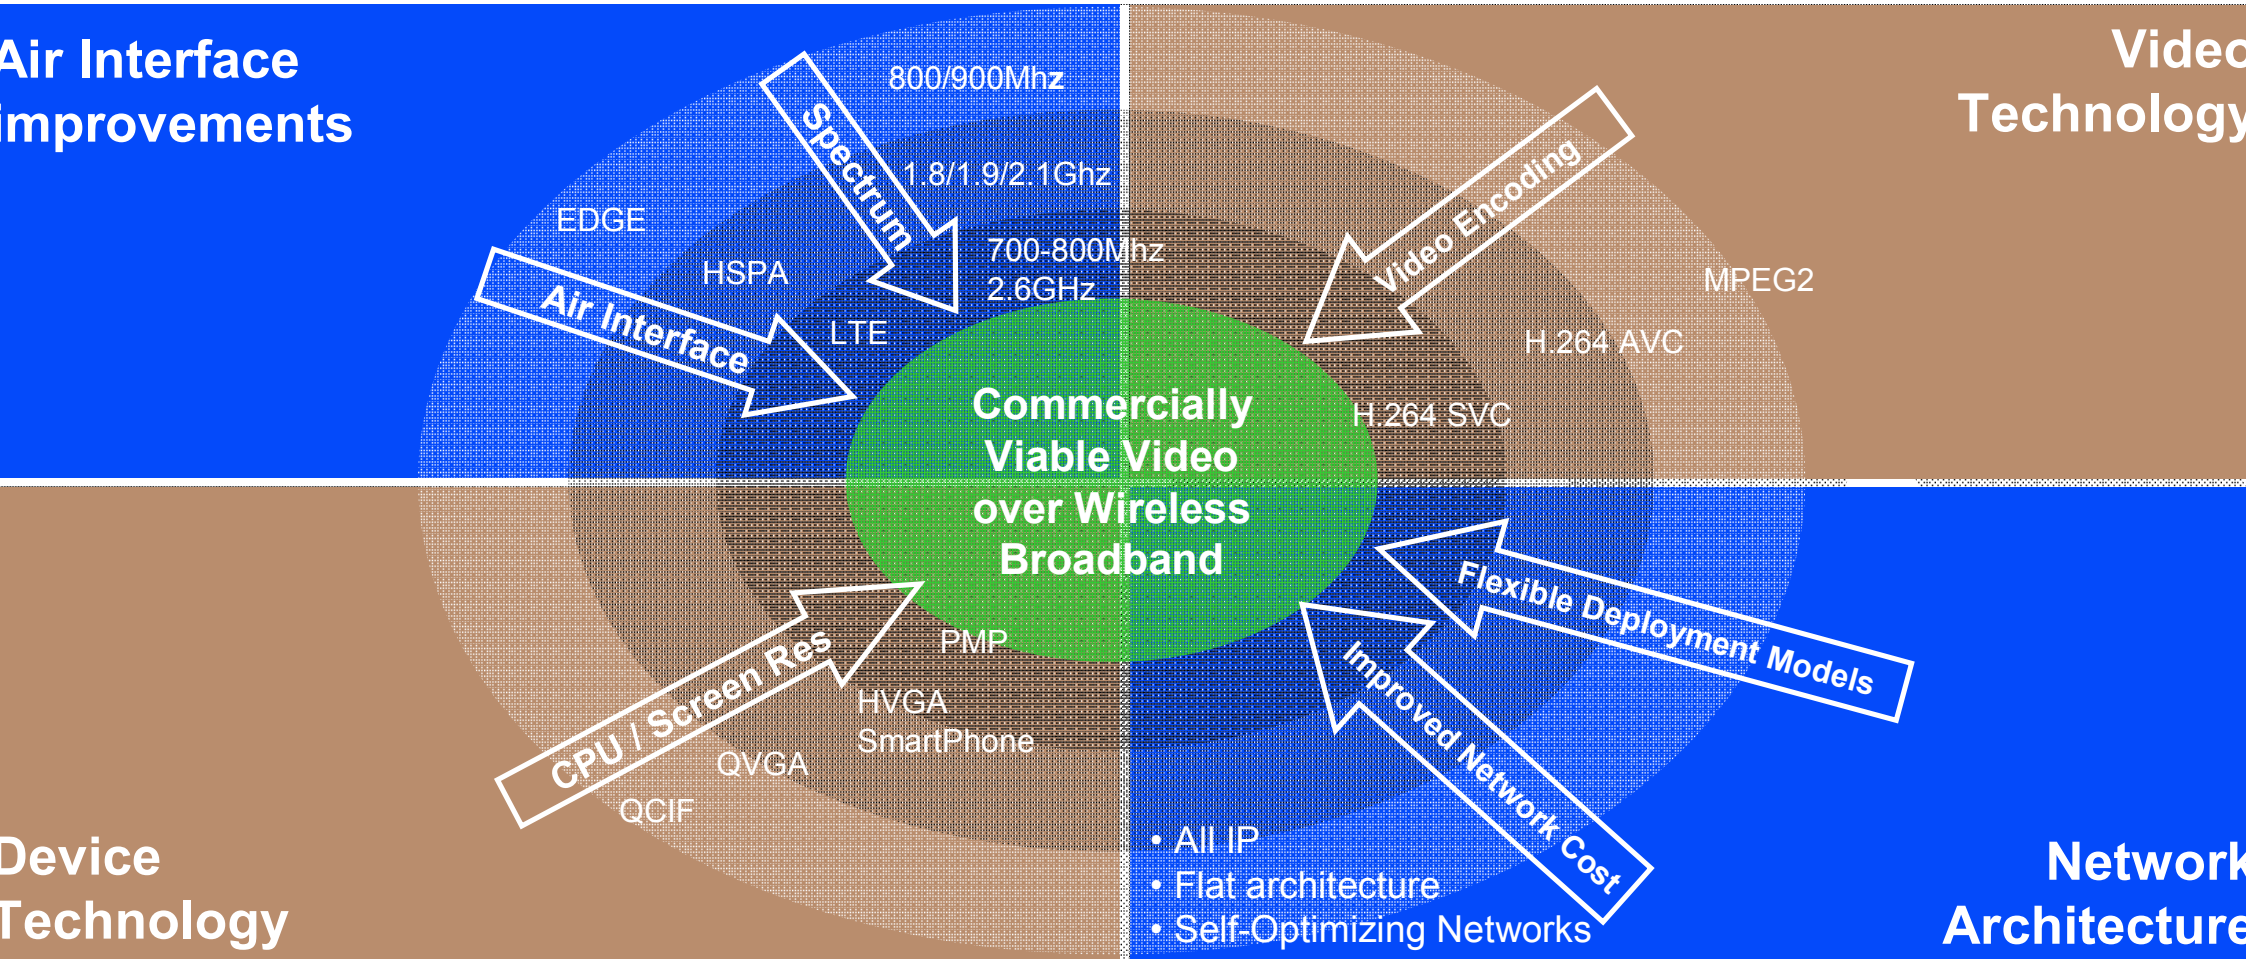 Air Interface
improvements
800/900Mhz
Spectrum
1.8/1.9/2.1Ghz
EDGE
HSPA
700-800Mhz
2.6GHz
Air Interface
LTE
Video
Technology
Video Encoding
MPEG2
H.264 AVC
H.264 SVC
Commercially
Viable Video
over Wireless
Broadband
CPU / Screen Res
PMP
HVGA
SmartPhone
QVGA
QCIF
Device
Technology
Flexible Deployment Models
Improved Network Cost
• All IP
• Flat architecture
• Self-Optimizing Networks
Network
Architecture